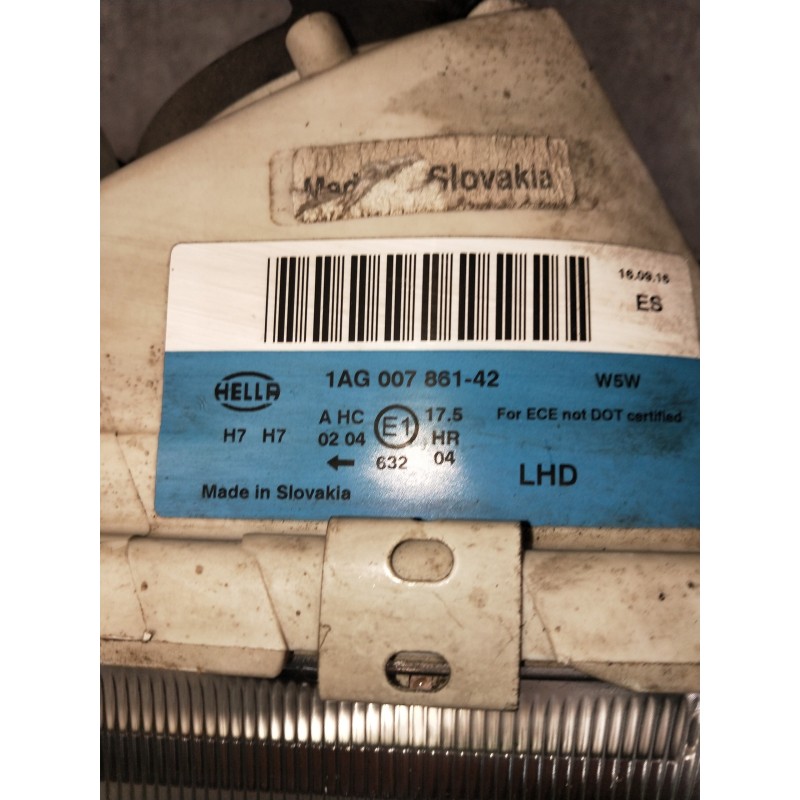 Made Slovakia
16.09.16
ES
HELLA
1AG 007 861-42
W5W
H7 H7
A HC
02 04
E1
17.5
HR
04
632
←
For ECE not DOT certified
LHD
Made in Slovakia